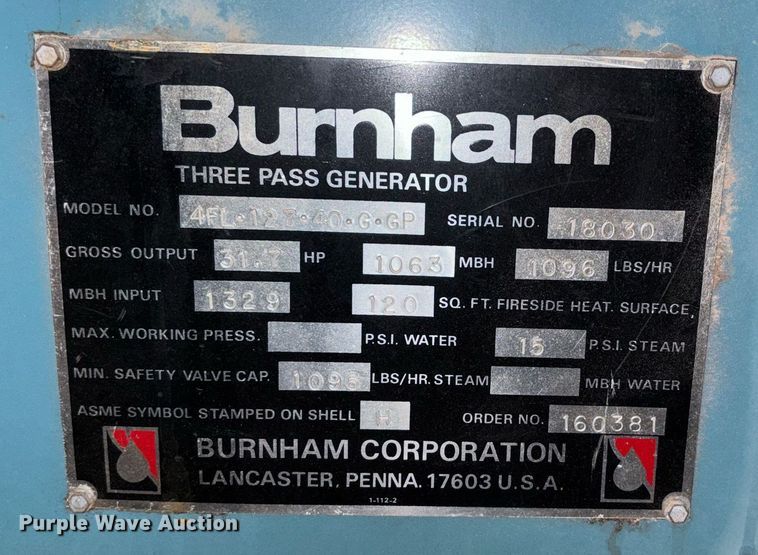 Burnham
THREE PASS GENERATOR
MODEL NO. 4FL·127·40·G·GP SERIAL NO. 18030
GROSS OUTPUT 31.7 HP 1063 MBH 1096 LBS/HR
MBH INPUT 1329 120 SQ. FT. FIRESIDE HEAT. SURFACE,
MAX. WORKING PRESS. P.S.I. WATER 15 P.S.I. STEAM
MIN. SAFETY VALVE CAP. 1096 LBS/HR. STEAM MBH WATER
ASME SYMBOL STAMPED ON SHELL H ORDER NO. 160381
BURNHAM CORPORATION
LANCASTER, PENNA. 17603 U.S.A.
1-112-2
Purple Wave Auction